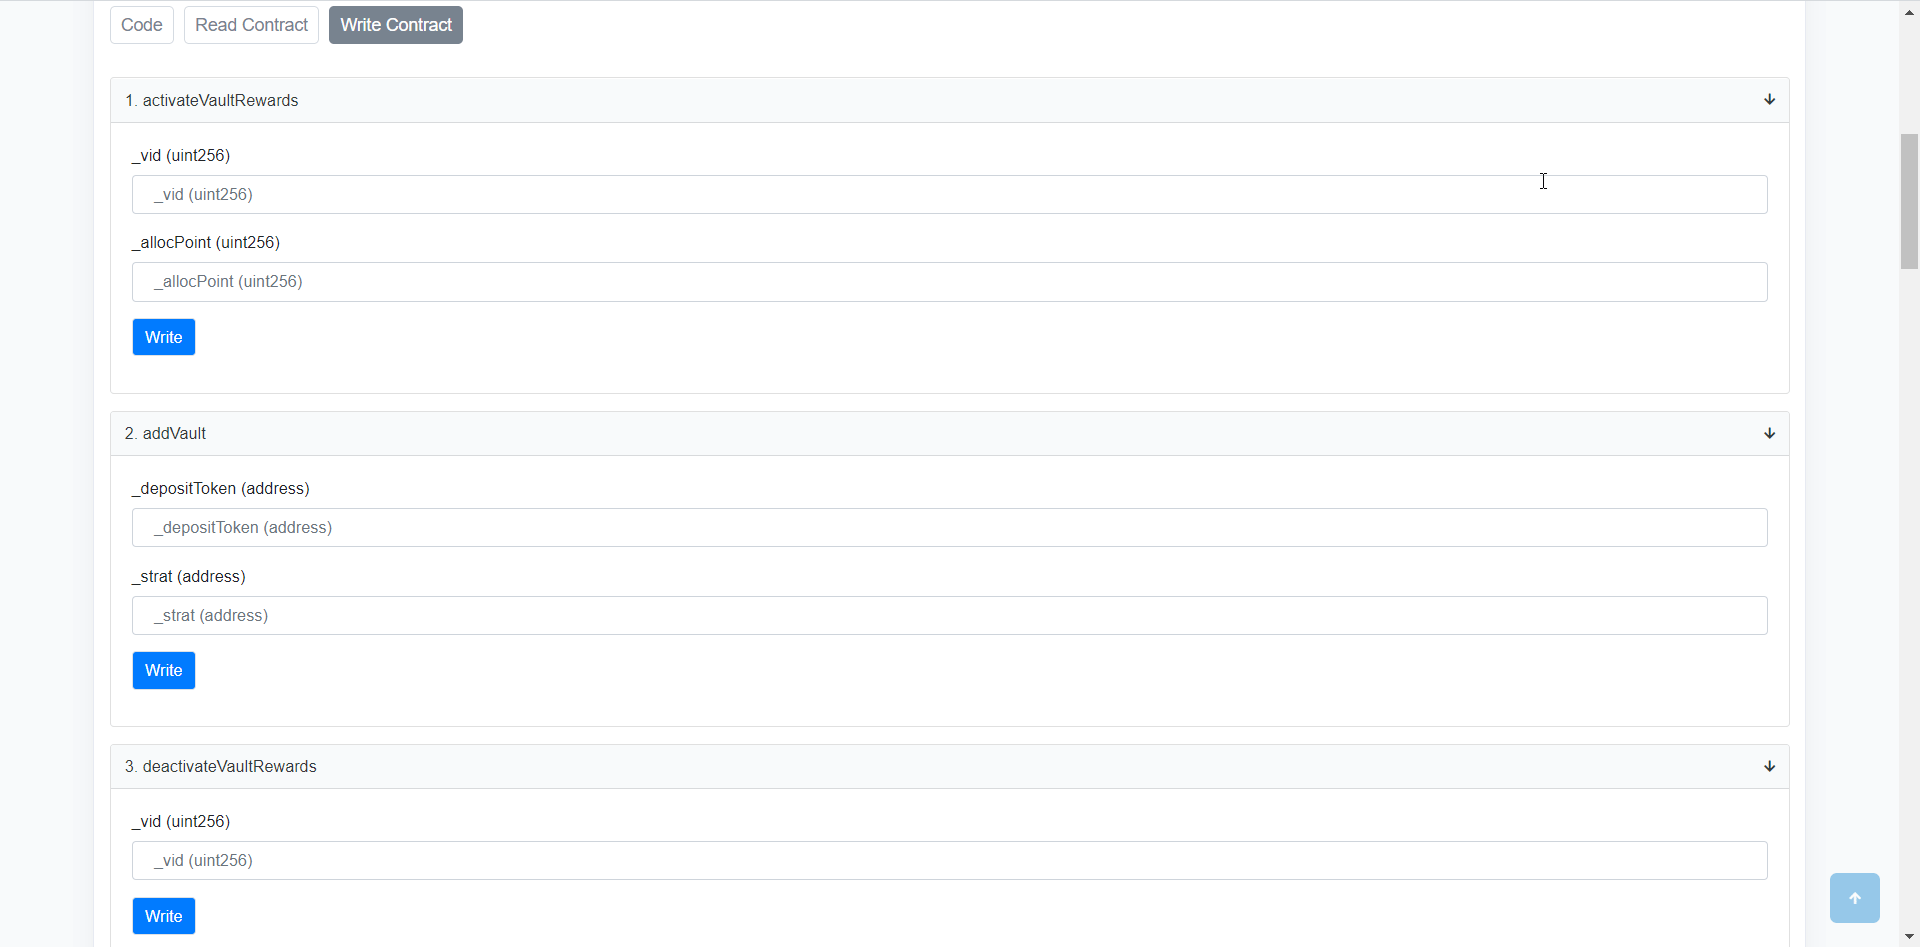 Code Read Contract Write Contract
1. activateVaultRewards
_vid (uint256)
_vid (uint256)
_allocPoint (uint256)
_allocPoint (uint256)
Write
2. addVault
_depositToken (address)
_depositToken (address)
_strat (address)
_strat (address)
Write
3. deactivateVaultRewards
_vid (uint256)
_vid (uint256)
Write